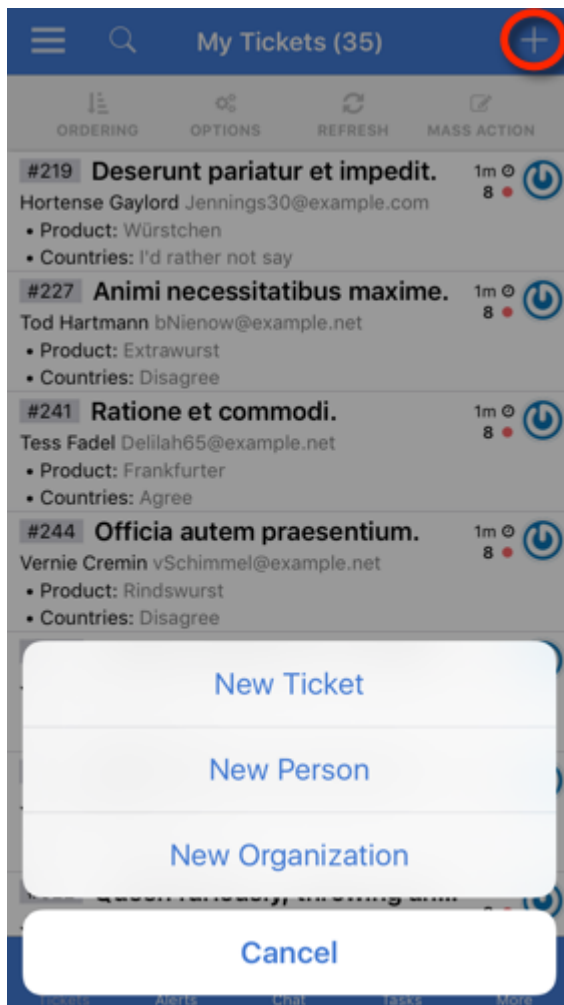 My Tickets (35)
ORDERING OPTIONS REFRESH MASS ACTION
#219 Deserunt pariatur et impedit. 1m
8
Hortense Gaylord Jennings30@example.com
• Product: Würstchen
• Countries: I'd rather not say
#227 Animi necessitatibus maxime. 1m
8
Tod Hartmann bNienow@example.net
• Product: Extrawurst
• Countries: Disagree
#241 Ratione et commodi. 1m
8
Tess Fadel Delilah65@example.net
• Product: Frankfurter
• Countries: Agree
#244 Officia autem praesentium. 1m
8
Vernie Cremin vSchimmel@example.net
• Product: Rindswurst
• Countries: Disagree
New Ticket
New Person
New Organization
Cancel
Tickets Alerts Chat Tasks More